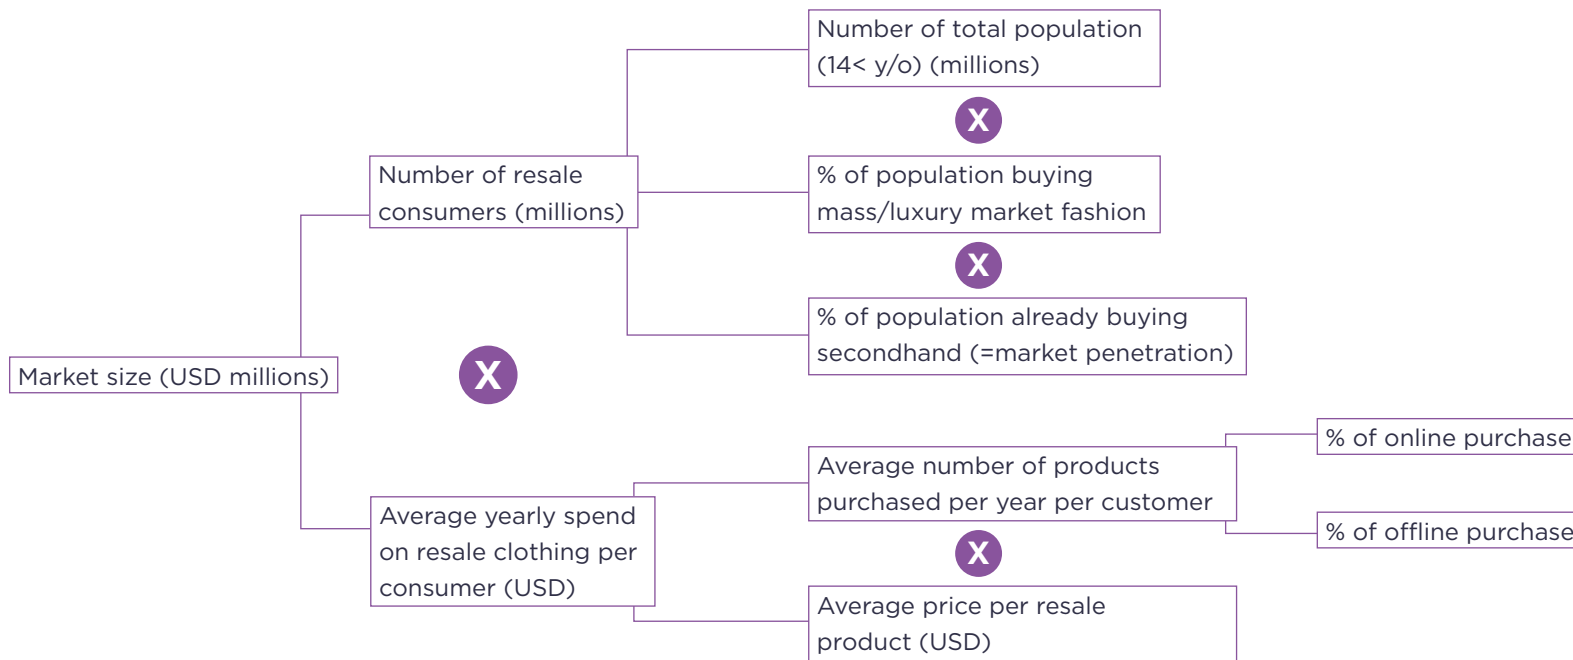 Number of total population
(14< y/o) (millions)
X
Number of resale
consumers (millions)
% of population buying
mass/luxury market fashion
X
% of population already buying
secondhand (=market penetration)
Market size (USD millions)
X
Average number of products
purchased per year per customer
% of online purchase
% of offline purchase
Average yearly spend
on resale clothing per
consumer (USD)
X
Average price per resale
product (USD)